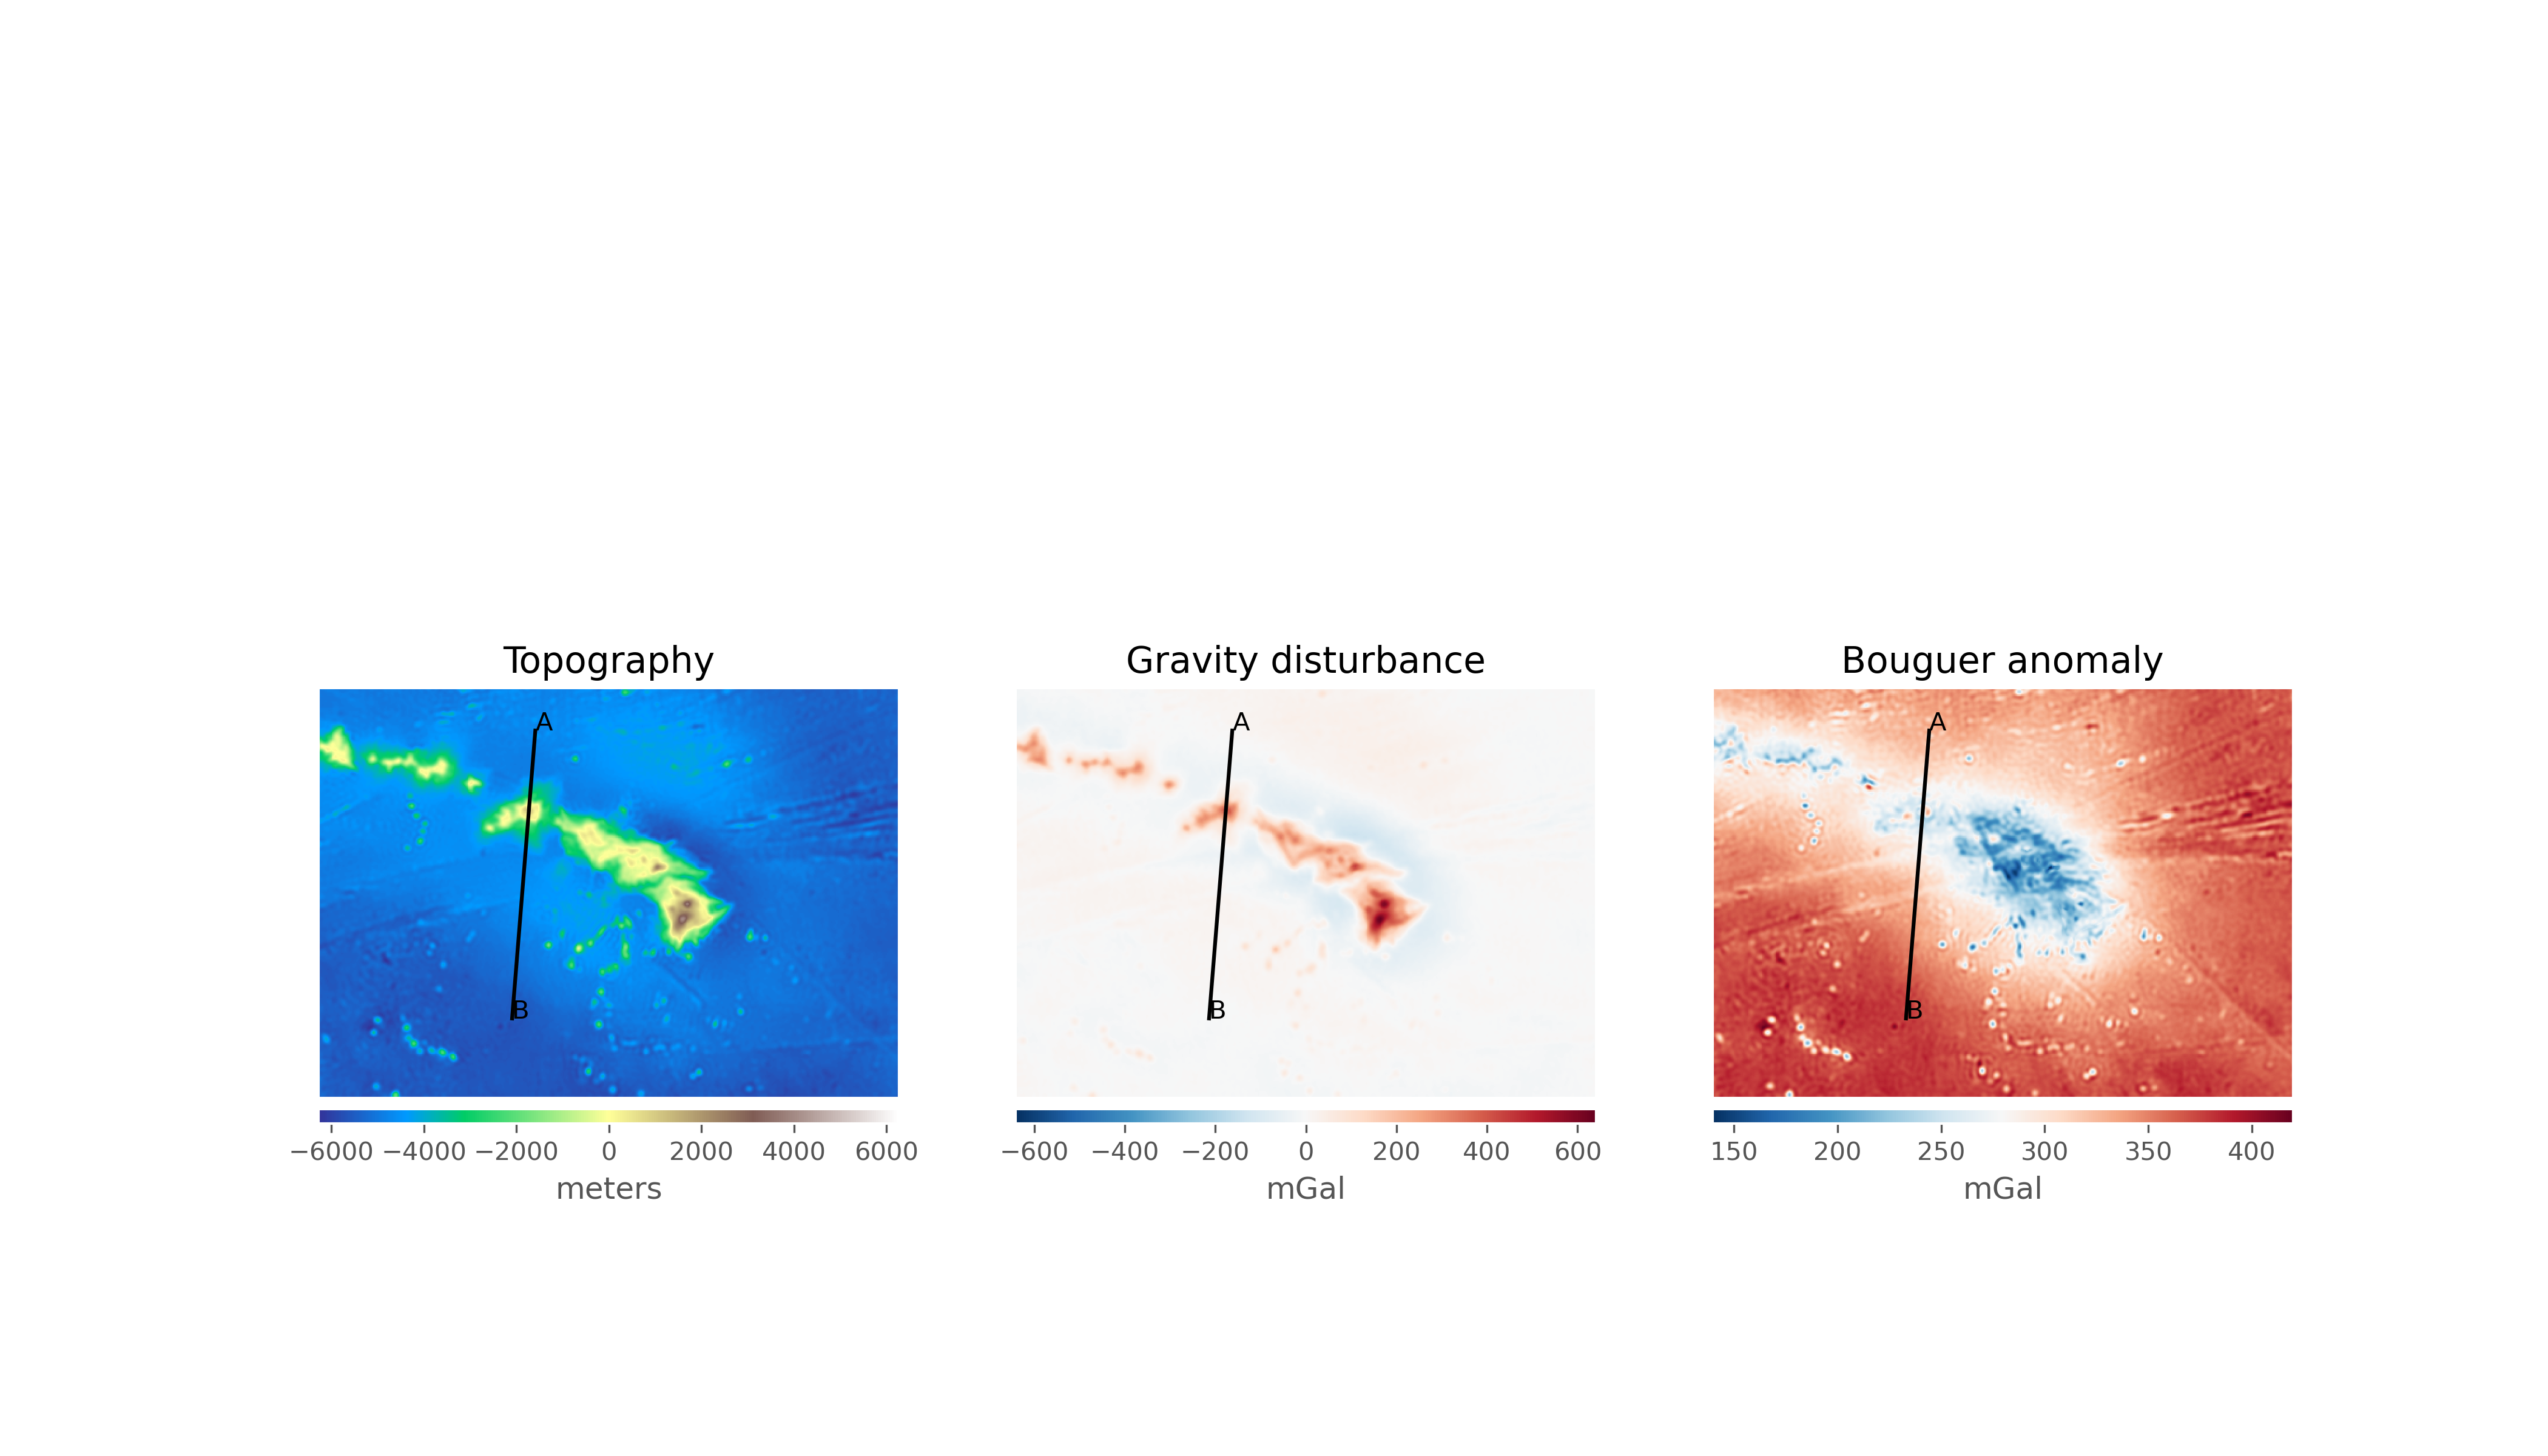 Topography
Gravity disturbance
Bouguer anomaly
A
A
A
B
B
B
−6000 −4000 −2000 0 2000 4000 6000
−600 −400 −200 0 200 400 600
150 200 250 300 350 400
meters
mGal
mGal